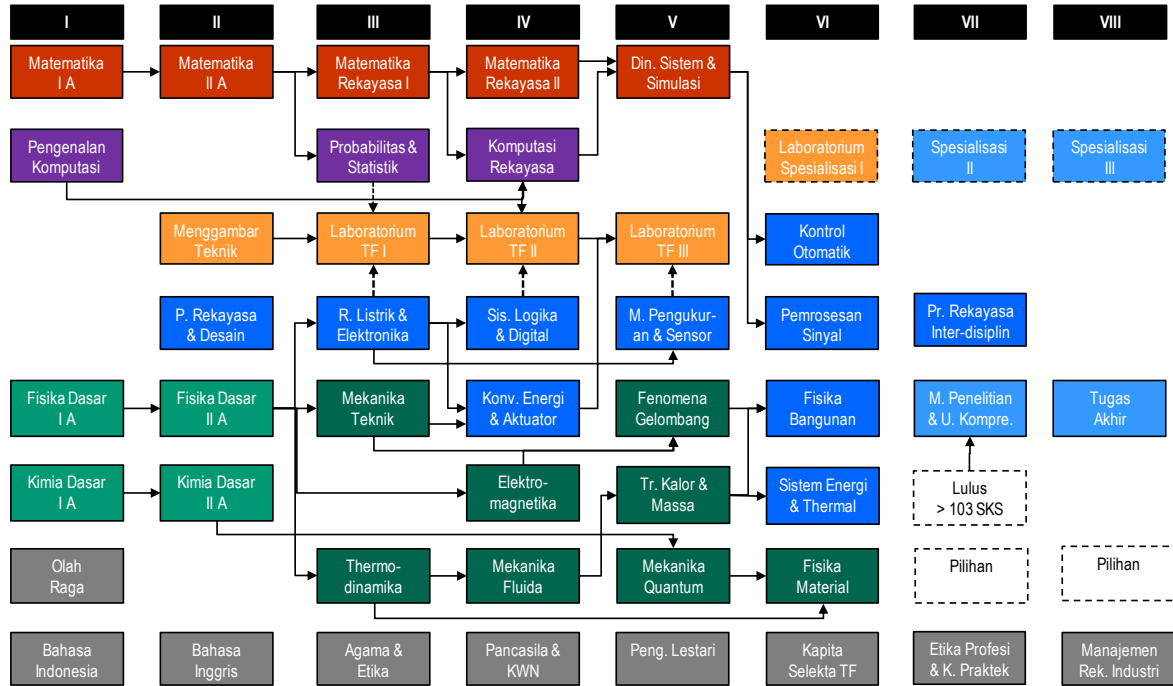 I
II
III
IV
V
VI
VII
VIII
Matematika
I A
Matematika
II A
Matematika
Rekayasa I
Matematika
Rekayasa II
Din. Sistem &
Simulasi
Pengenalan
Komputasi
Probabilitas &
Statistik
Komputasi
Rekayasa
Laboratorium
Spesialisasi I
Spesialisasi
II
Spesialisasi
III
Menggambar
Teknik
Laboratorium
TF I
Laboratorium
TF II
Laboratorium
TF III
Kontrol
Otomatik
P. Rekayasa
& Desain
R. Listrik &
Elektronika
Sis. Logika
& Digital
M. Pengukur-
an & Sensor
Pemrosesan
Sinyal
Pr. Rekayasa
Inter-disiplin
Fisika Dasar
I A
Fisika Dasar
II A
Mekanika
Teknik
Konv. Energi
& Aktuator
Fenomena
Gelombang
Fisika
Bangunan
M. Penelitian
& U. Kompre.
Tugas
Akhir
Kimia Dasar
I A
Kimia Dasar
II A
Elektro-
magnetika
Tr. Kalor &
Massa
Sistem Energi
& Thermal
Lulus
> 103 SKS
Olah
Raga
Thermo-
dinamika
Mekanika
Fluida
Mekanika
Quantum
Fisika
Material
Pilihan
Pilihan
Bahasa
Indonesia
Bahasa
Inggris
Agama &
Etika
Pancasila &
KWN
Peng. Lestari
Kapita
Selekta TF
Etika Profesi
& K. Praktek
Manajemen
Rek. Industri